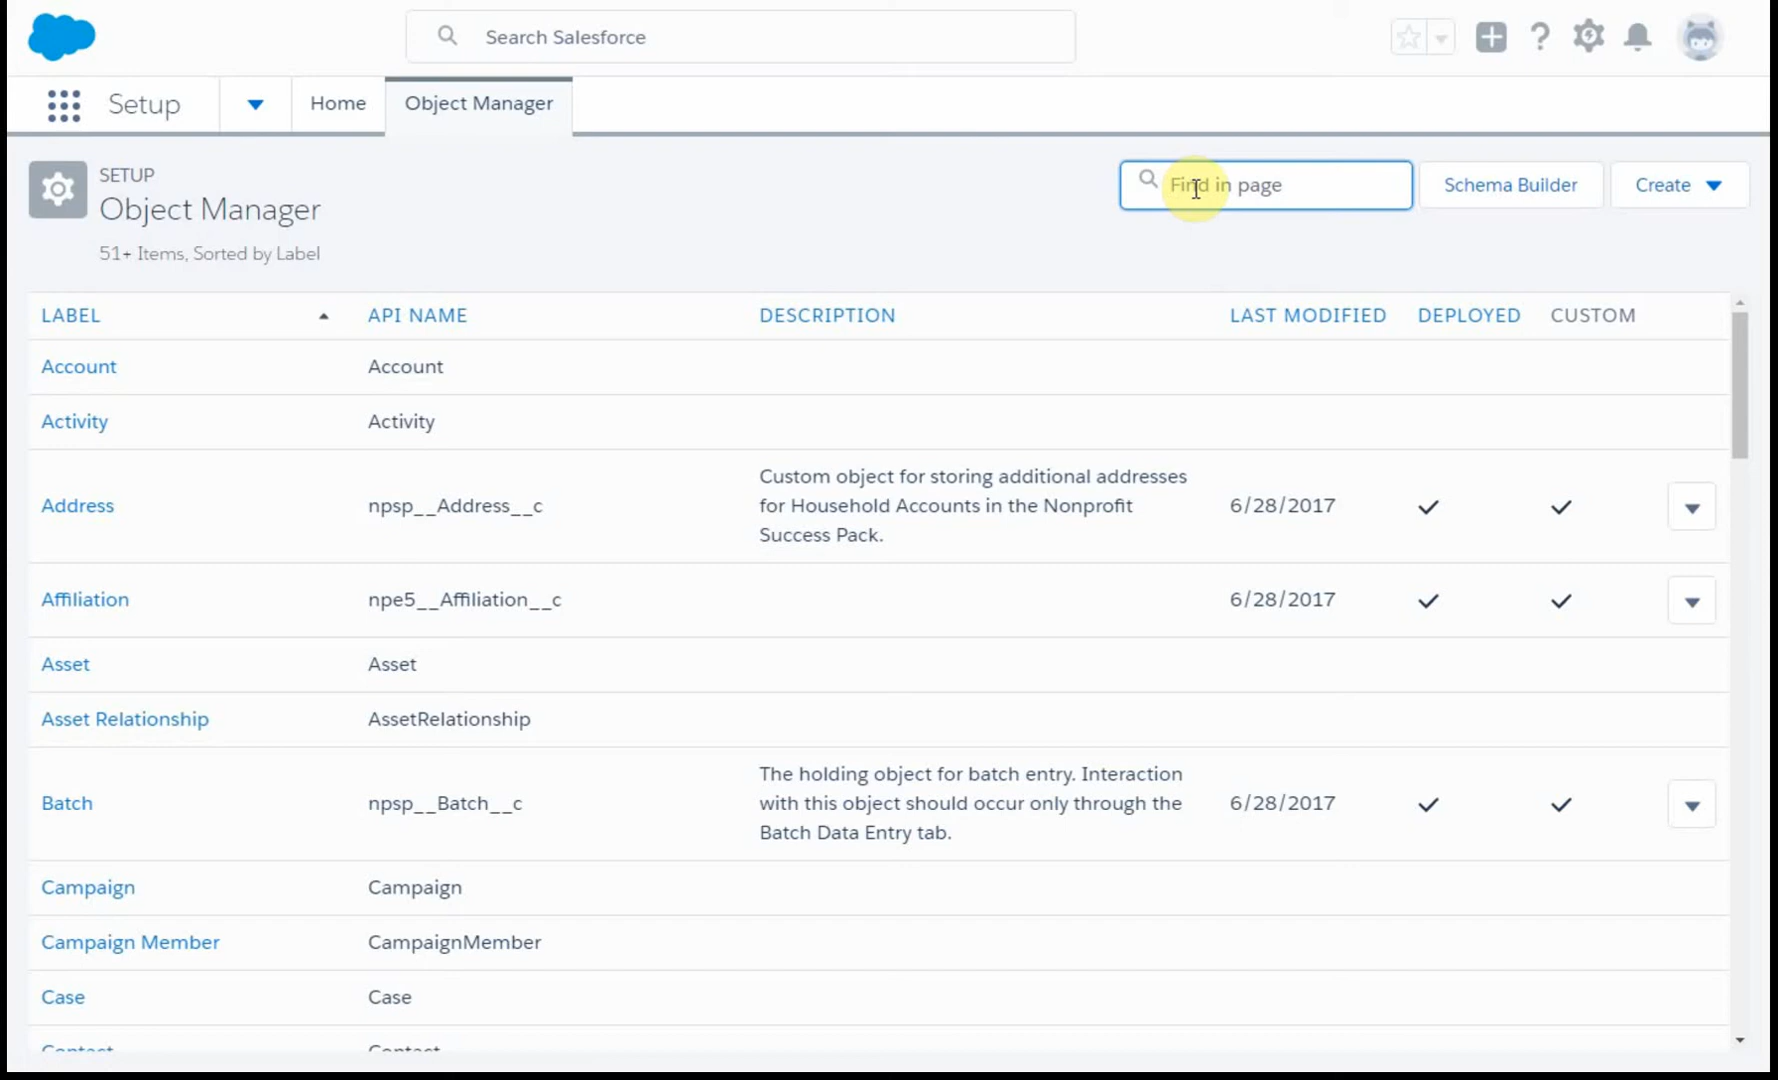 Search Salesforce
Setup
Home
Object Manager
SETUP
Object Manager
51+ Items, Sorted by Label
Find in page
Schema Builder
Create
LABEL API NAME DESCRIPTION LAST MODIFIED DEPLOYED CUSTOM
Account Account
Activity Activity
Address npsp__Address__c
Custom object for storing additional addresses
for Household Accounts in the Nonprofit
Success Pack.
6/28/2017
Affiliation npe5__Affiliation__c 6/28/2017
Asset Asset
Asset Relationship AssetRelationship
Batch npsp__Batch__c
The holding object for batch entry. Interaction
with this object should occur only through the
Batch Data Entry tab.
6/28/2017
Campaign Campaign
Campaign Member CampaignMember
Case Case
Contact Contact